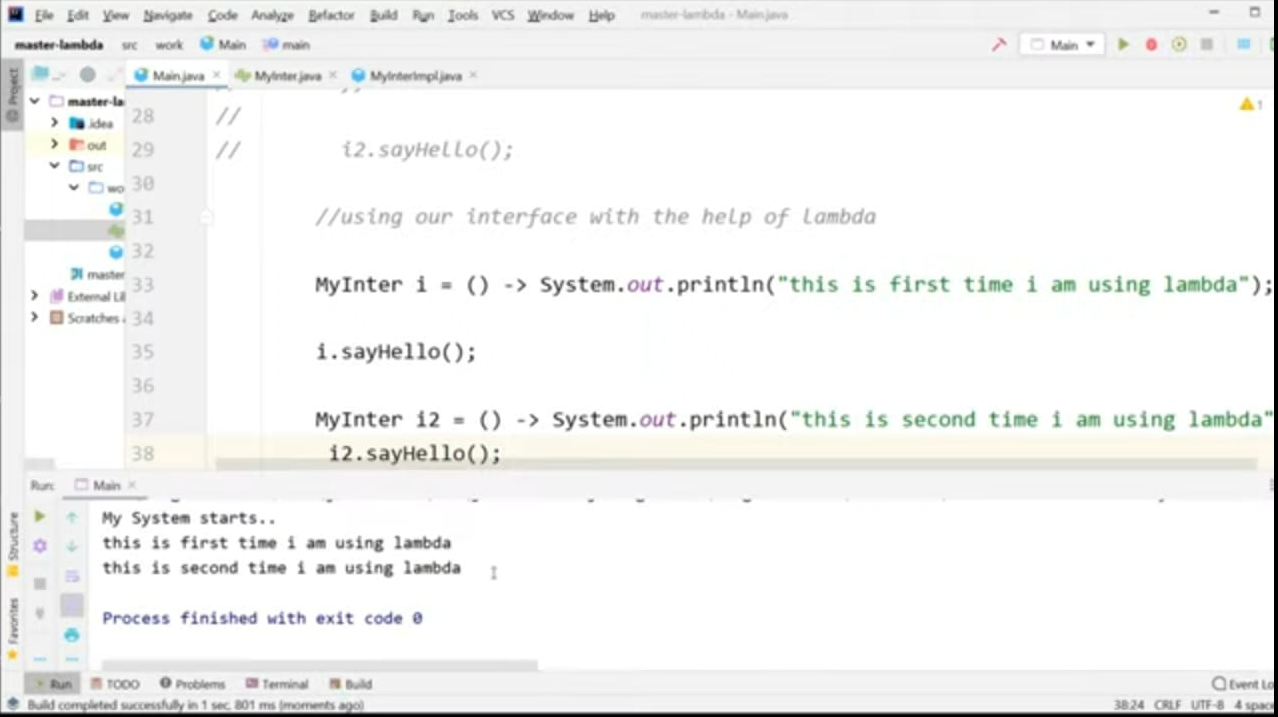 File Edit View Navigate Code Analyze Refactor Build Run Tools VCS Window Help master-lambda - Main.java
master-lambda src work Main main Main
Project
Main.java MyInter.java MyInterImpl.java
master-la
.idea
out
src
wo
master
External Li
Scratches a
1
28 //
29 // i2.sayHello();
30
31 //using our interface with the help of lambda
32
33 MyInter i = () -> System.out.println("this is first time i am using lambda");
34
35 i.sayHello();
36
37 MyInter i2 = () -> System.out.println("this is second time i am using lambda"
38 i2.sayHello();
Run: Main
My System starts..
this is first time i am using lambda
this is second time i am using lambda
Process finished with exit code 0
Structure
Favorites
Run TODO Problems Terminal Build Event Lo
Build completed successfully in 1 sec, 801 ms (moments ago) 38:24 CRLF UTF-8 4 space